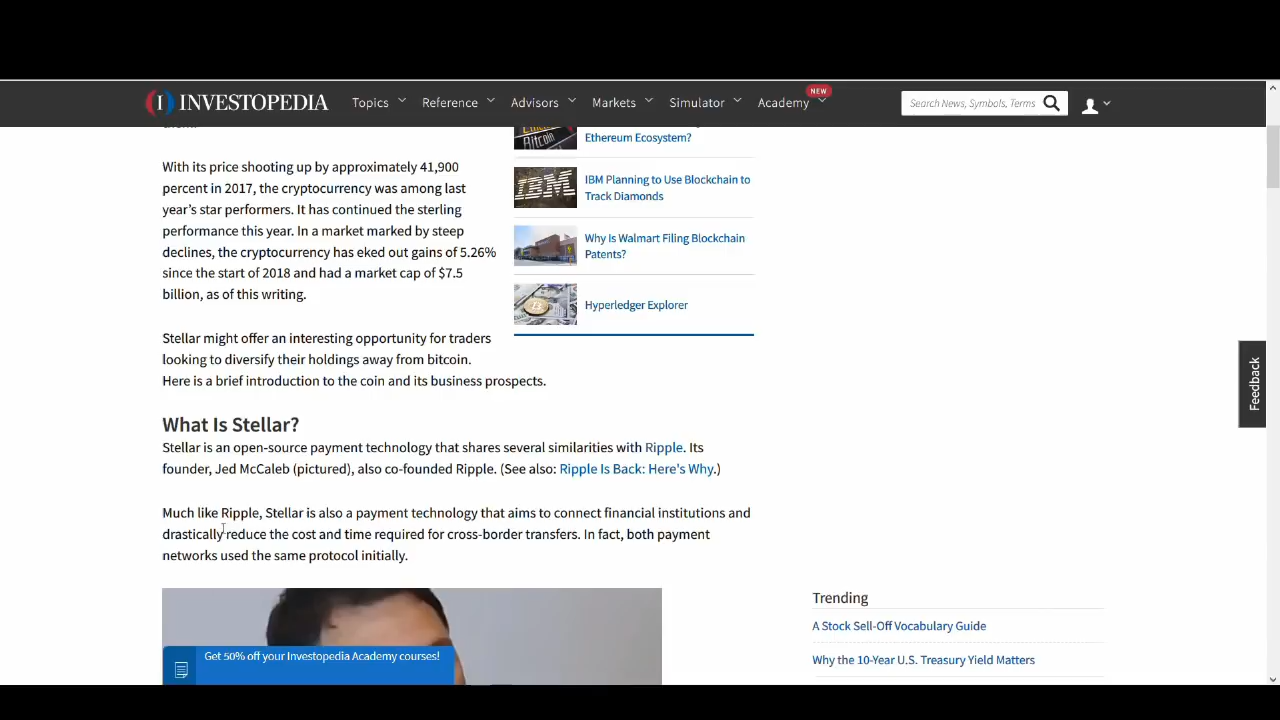 INVESTOPEDIA
Topics
Reference
Advisors
Markets
Simulator
Academy
NEW
Search News, Symbols, Terms
With its price shooting up by approximately 41,900
percent in 2017, the cryptocurrency was among last
year's star performers. It has continued the sterling
performance this year. In a market marked by steep
declines, the cryptocurrency has eked out gains of 5.26%
since the start of 2018 and had a market cap of $7.5
billion, as of this writing.
Stellar might offer an interesting opportunity for traders
looking to diversify their holdings away from bitcoin.
Here is a brief introduction to the coin and its business prospects.
Ethereum Ecosystem?
IBM Planning to Use Blockchain to
Track Diamonds
Why Is Walmart Filing Blockchain
Patents?
Hyperledger Explorer
What Is Stellar?
Stellar is an open-source payment technology that shares several similarities with Ripple. Its
founder, Jed McCaleb (pictured), also co-founded Ripple. (See also: Ripple Is Back: Here's Why.)
Much like Ripple, Stellar is also a payment technology that aims to connect financial institutions and
drastically reduce the cost and time required for cross-border transfers. In fact, both payment
networks used the same protocol initially.
Get 50% off your Investopedia Academy courses!
Trending
A Stock Sell-Off Vocabulary Guide
Why the 10-Year U.S. Treasury Yield Matters
Feedback